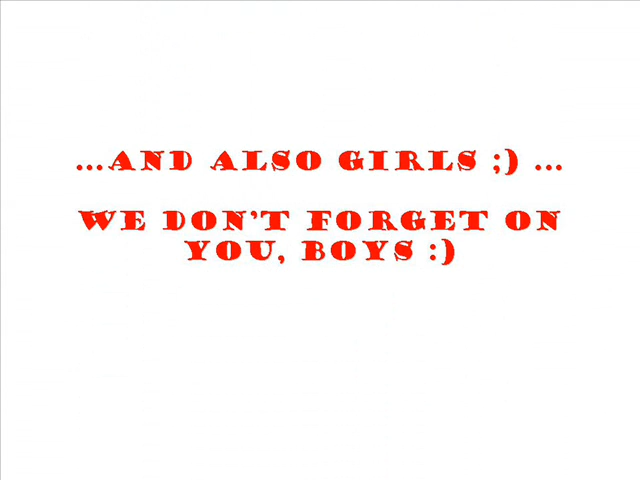 ...AND ALSO GIRLS ;) ...
WE DON'T FORGET ON
YOU, BOYS :)